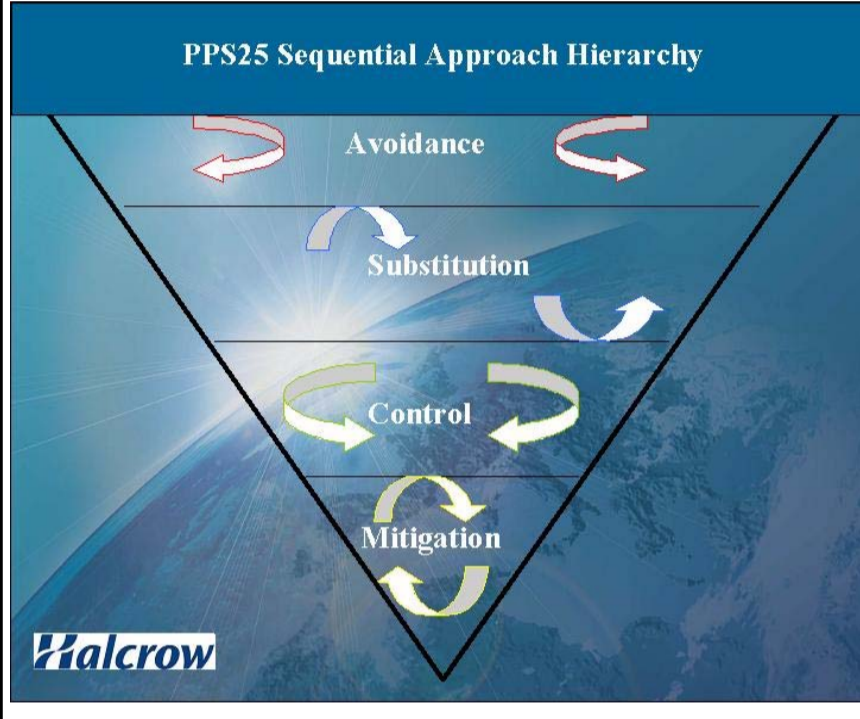 PPS25 Sequential Approach Hierarchy
Avoidance
Substitution
Control
Mitigation
Halcrow